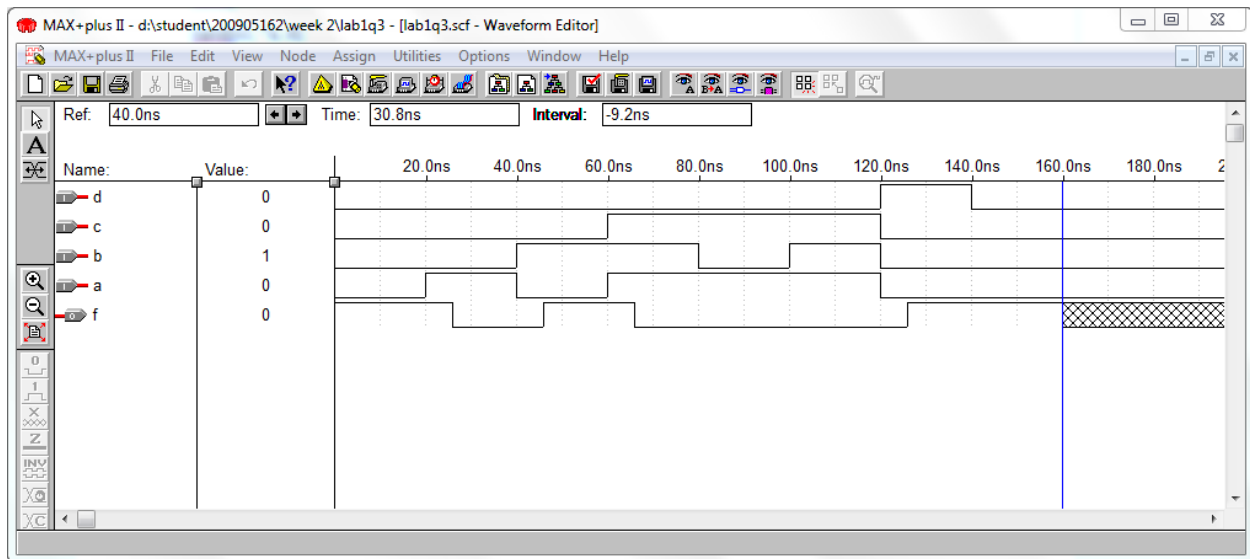 MAX+plus II - d:\student\200905162\week 2\lab1q3 - [lab1q3.scf - Waveform Editor]
MAX+plus II File Edit View Node Assign Utilities Options Window Help
Ref: 40.0ns Time: 30.8ns Interval: -9.2ns
Name: Value: 20.0ns 40.0ns 60.0ns 80.0ns 100.0ns 120.0ns 140.0ns 160.0ns 180.0ns 2
d 0
c 0
b 1
a 0
f 0